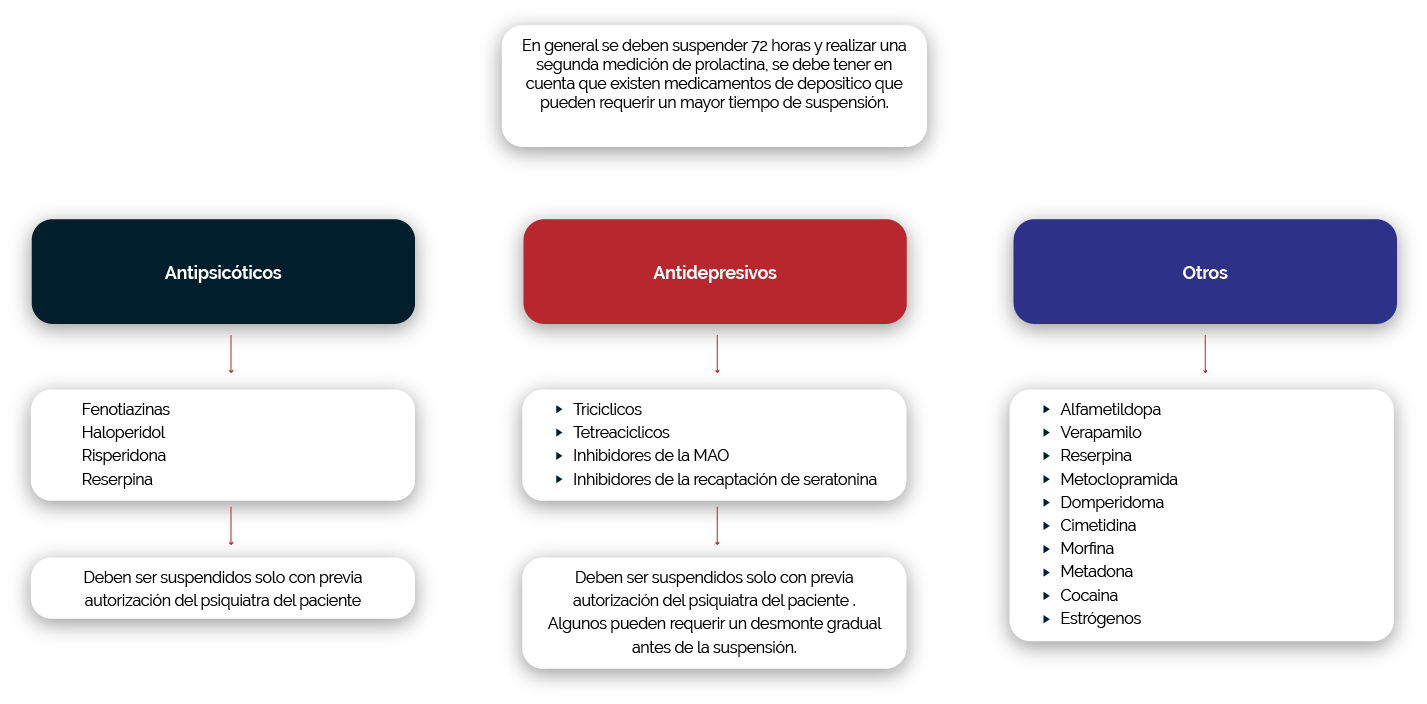 En general se deben suspender 72 horas y realizar una
segunda medición de prolactina, se debe tener en
cuenta que existen medicamentos de depositico que
pueden requerir un mayor tiempo de suspensión.
Antipsicóticos
Fenotiazinas
Haloperidol
Risperidona
Reserpina
Deben ser suspendidos solo con previa
autorización del psiquiatra del paciente
Antidepresivos
Triciclicos
Tetreaciclicos
Inhibidores de la MAO
Inhibidores de la recaptación de seratonina
Deben ser suspendidos solo con previa
autorización del psiquiatra del paciente .
Algunos pueden requerir un desmonte gradual
antes de la suspensión.
Otros
Alfametildopa
Verapamilo
Reserpina
Metoclopramida
Domperidoma
Cimetidina
Morfina
Metadona
Cocaina
Estrógenos